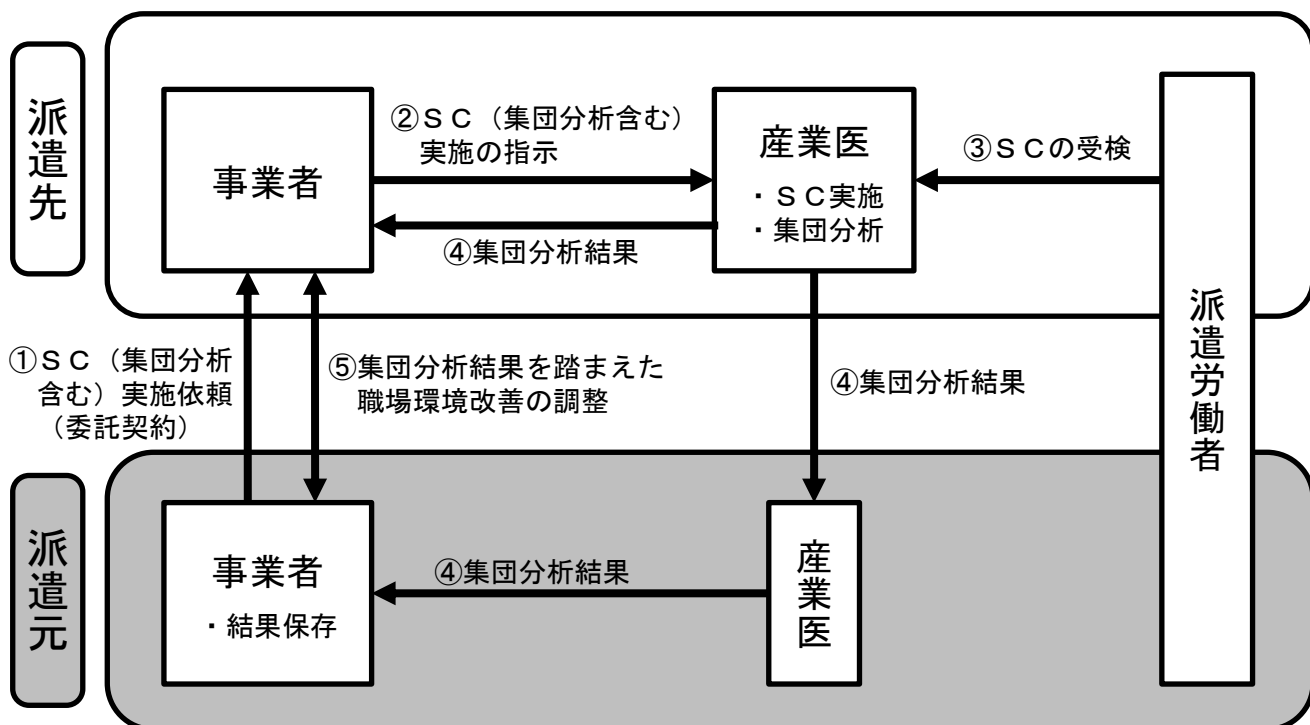 派遣先
事業者
②ＳＣ（集団分析含む）
実施の指示
産業医
・ＳＣ実施
・集団分析
③ＳＣの受検
④集団分析結果
派遣労働者
①ＳＣ（集団分析
含む）実施依頼
（委託契約）
⑤集団分析結果を踏まえた
職場環境改善の調整
④集団分析結果
派遣元
事業者
・結果保存
④集団分析結果
産業医